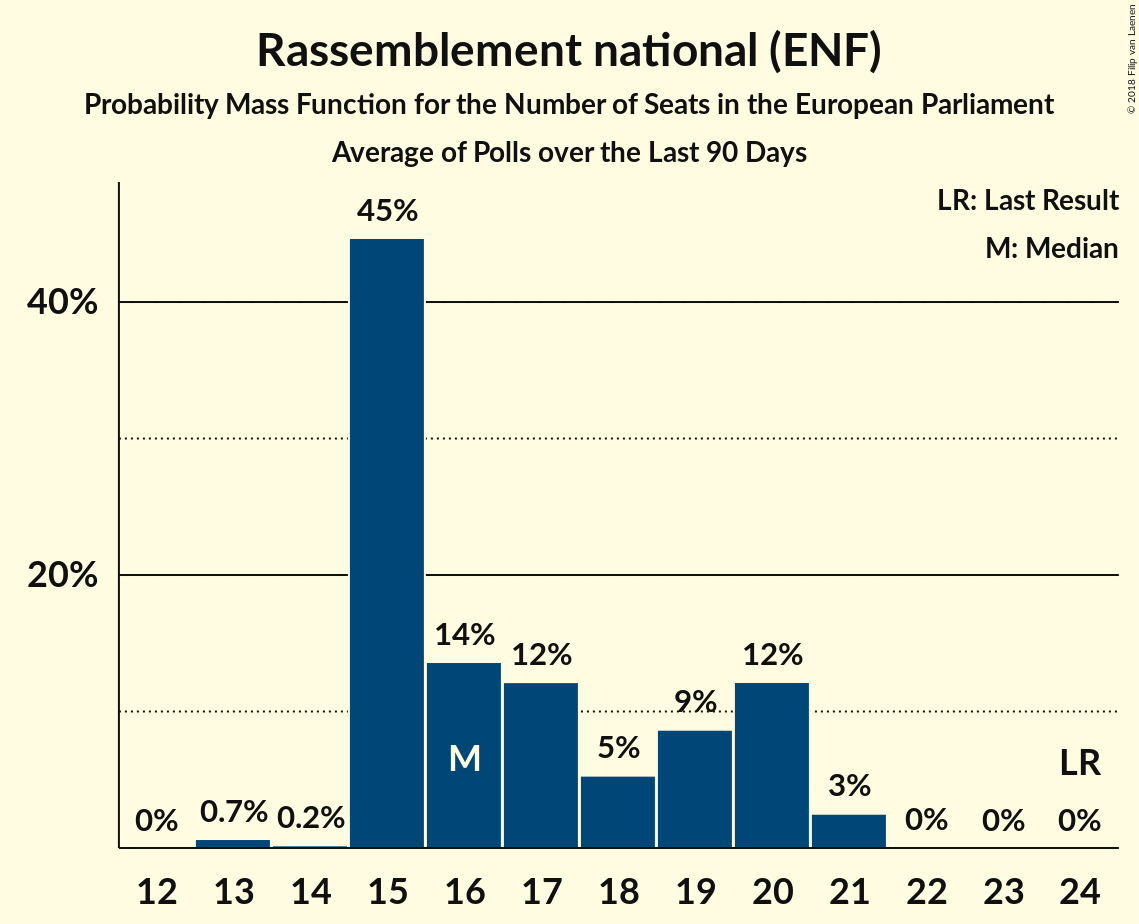 Rassemblement national (ENF)
Probability Mass Function for the Number of Seats in the European Parliament
Average of Polls over the Last 90 Days
© 2018 Filip van Laenen
LR: Last Result
M: Median
45%
40%
20%
14%
12%
12%
9%
5%
3%
0%
0.7%
0.2%
0%
0%
0%
M
LR
12 13 14 15 16 17 18 19 20 21 22 23 24